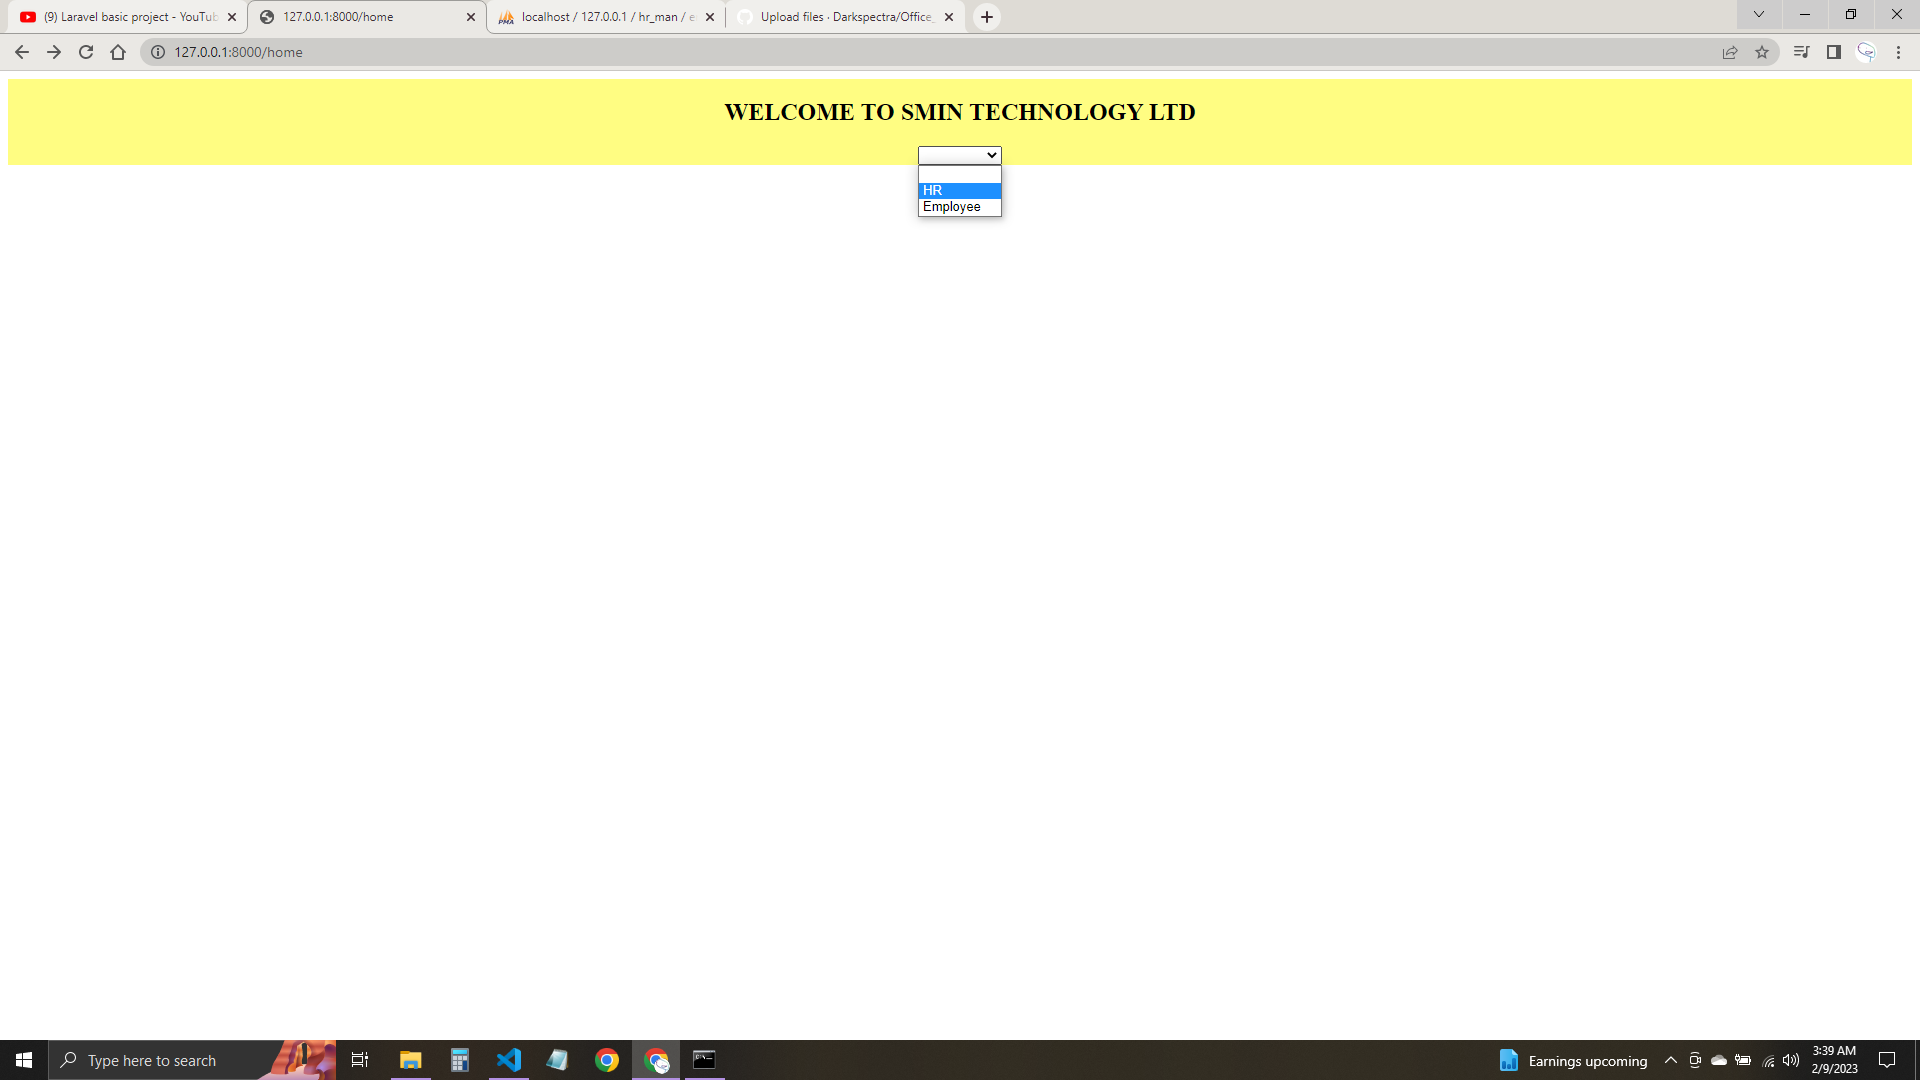 (9) Laravel basic project - YouTub
127.0.0.1:8000/home
localhost / 127.0.0.1 / hr_man / e
Upload files · Darkspectra/Office_
127.0.0.1:8000/home
WELCOME TO SMIN TECHNOLOGY LTD
HR
Employee
Type here to search
Earnings upcoming
3:39 AM
2/9/2023